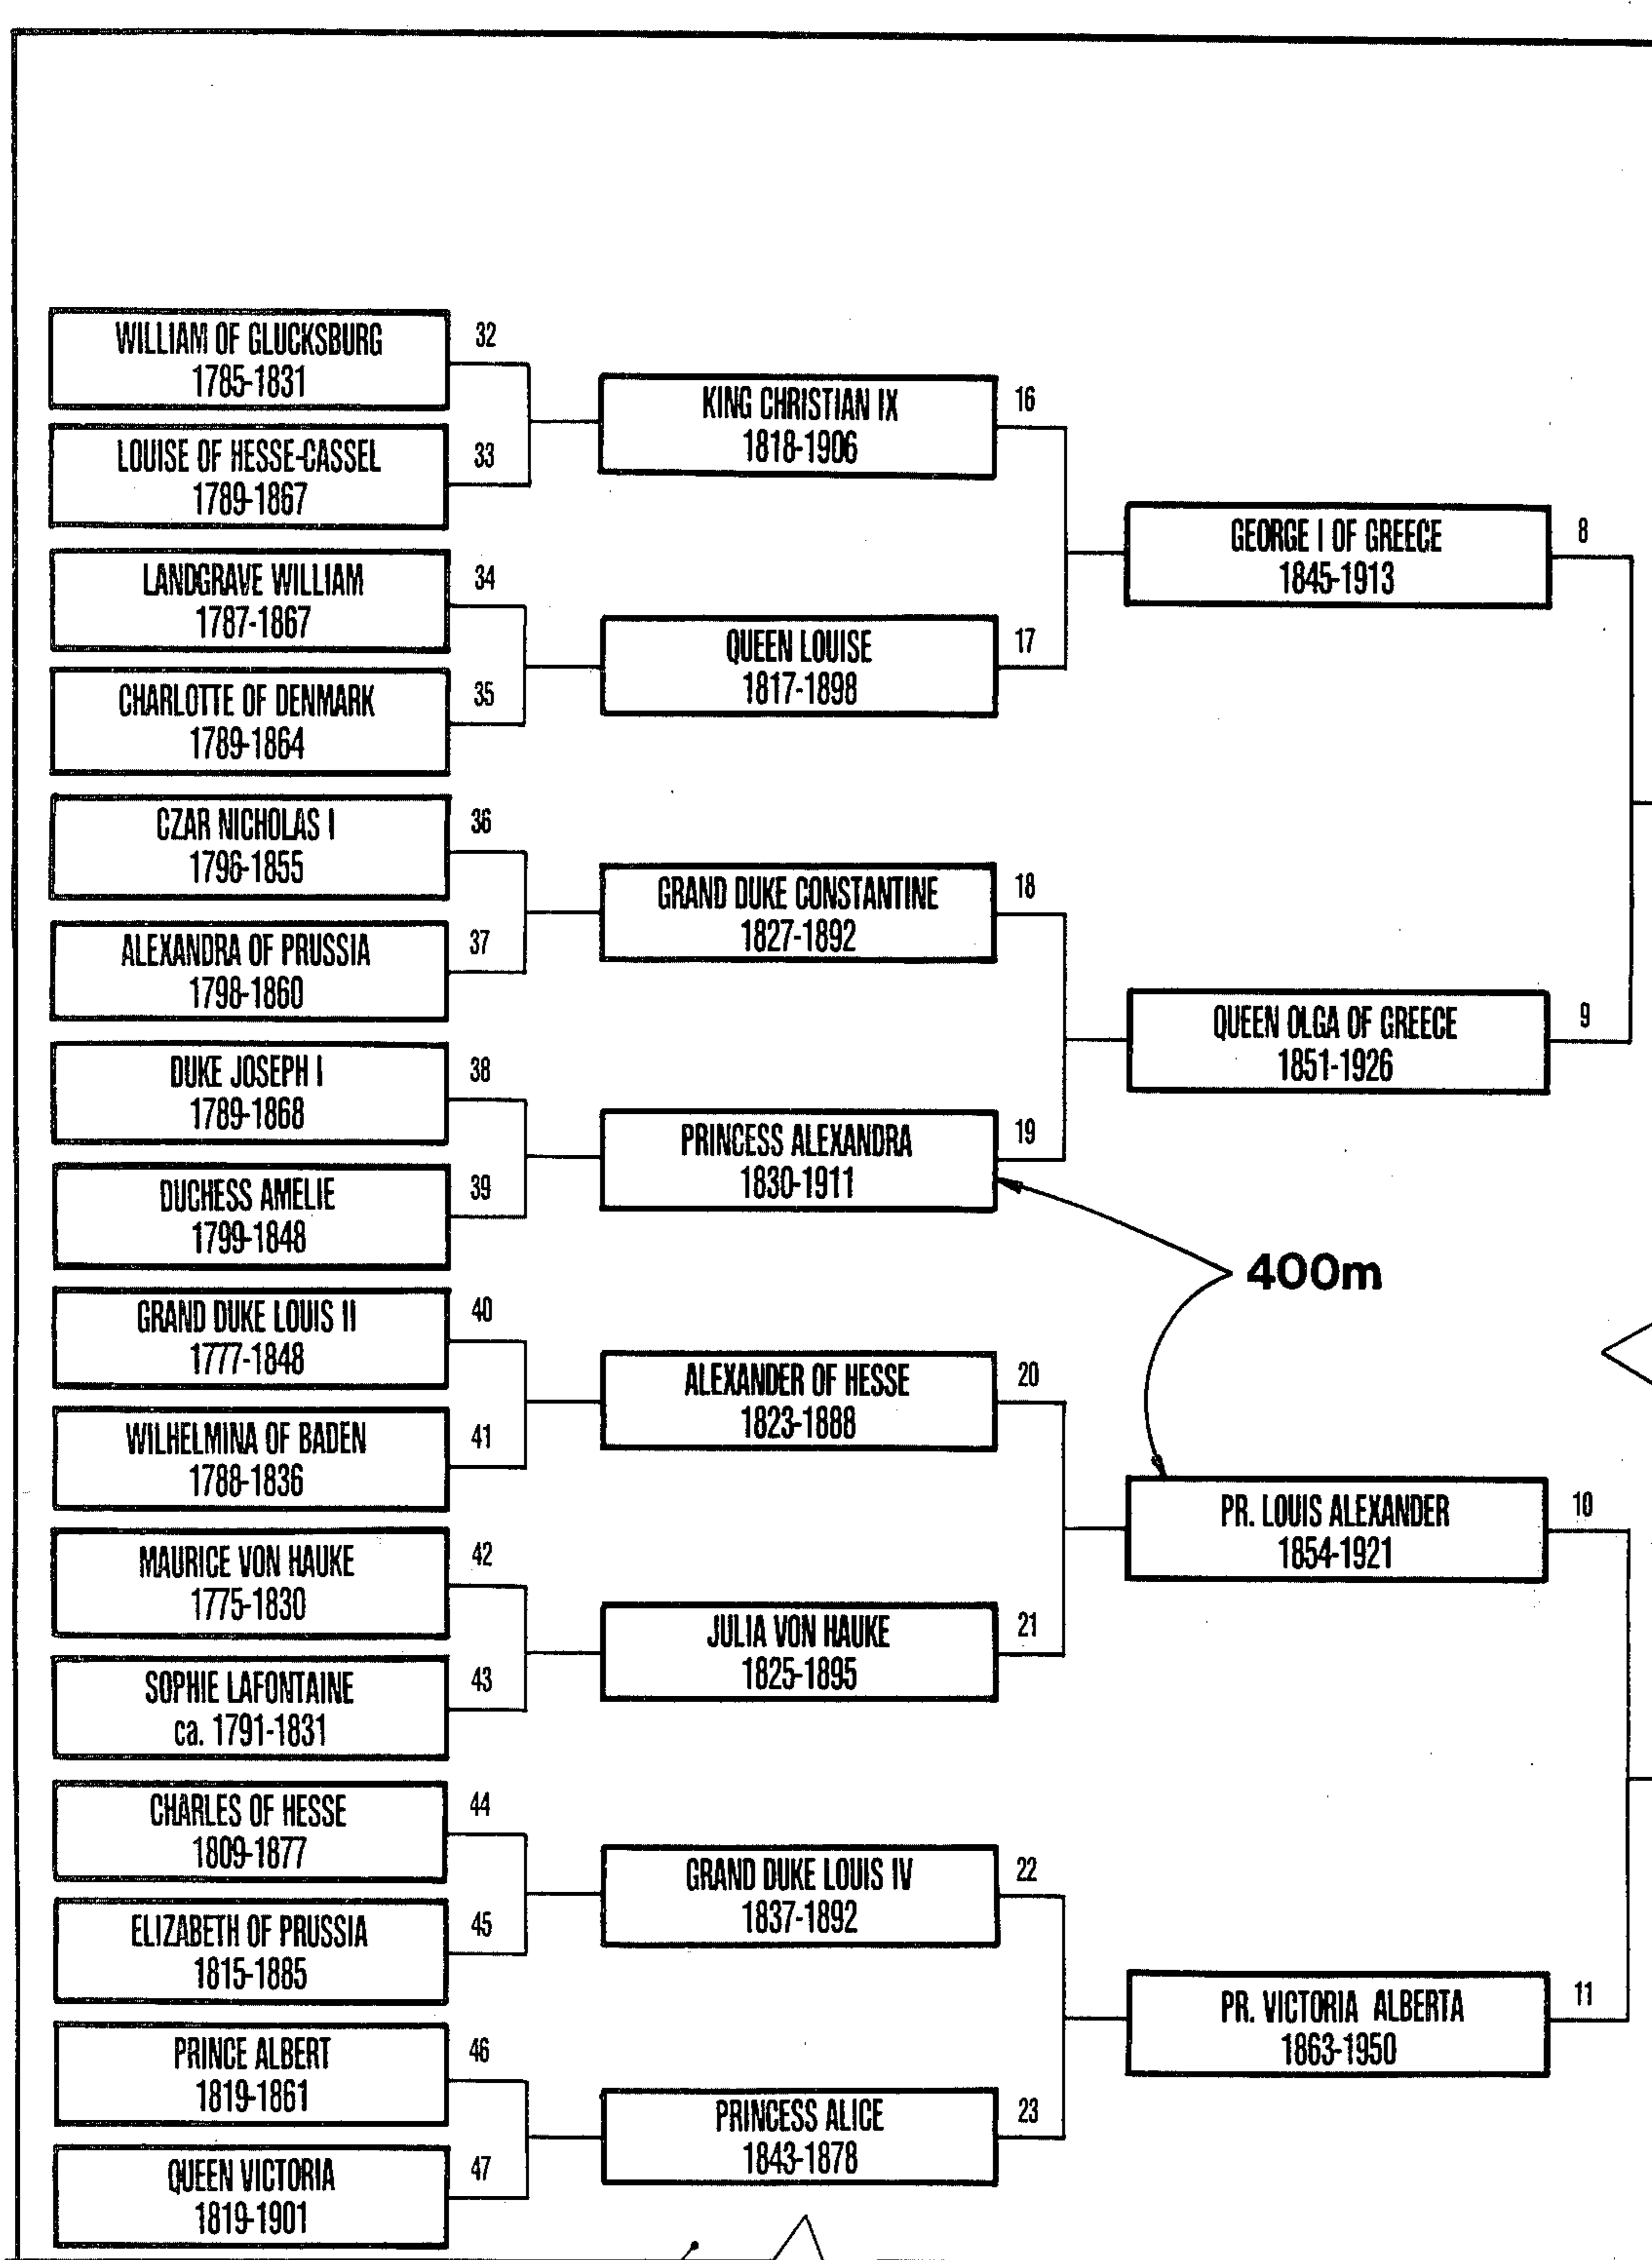 WILLIAM OF GLUCKSBURG
1785-1831
32
LOUISE OF HESSE-CASSEL
1789-1867
33
LANDGRAVE WILLIAM
1787-1867
34
CHARLOTTE OF DENMARK
1789-1864
35
CZAR NICHOLAS I
1796-1855
36
ALEXANDRA OF PRUSSIA
1798-1860
37
DUKE JOSEPH I
1789-1868
38
DUCHESS AMELIE
1799-1848
39
GRAND DUKE LOUIS II
1777-1848
40
WILHELMINA OF BADEN
1788-1836
41
MAURICE VON HAUKE
1775-1830
42
SOPHIE LAFONTAINE
ca. 1791-1831
43
CHARLES OF HESSE
1809-1877
44
ELIZABETH OF PRUSSIA
1815-1885
45
PRINCE ALBERT
1819-1861
46
QUEEN VICTORIA
1819-1901
47
KING CHRISTIAN IX
1818-1906
16
QUEEN LOUISE
1817-1898
17
GRAND DUKE CONSTANTINE
1827-1892
18
PRINCESS ALEXANDRA
1830-1911
19
ALEXANDER OF HESSE
1823-1888
20
JULIA VON HAUKE
1825-1895
21
GRAND DUKE LOUIS IV
1837-1892
22
PRINCESS ALICE
1843-1878
23
GEORGE I OF GREECE
1845-1913
8
QUEEN OLGA OF GREECE
1851-1926
9
400m
PR. LOUIS ALEXANDER
1854-1921
10
PR. VICTORIA ALBERTA
1863-1950
11